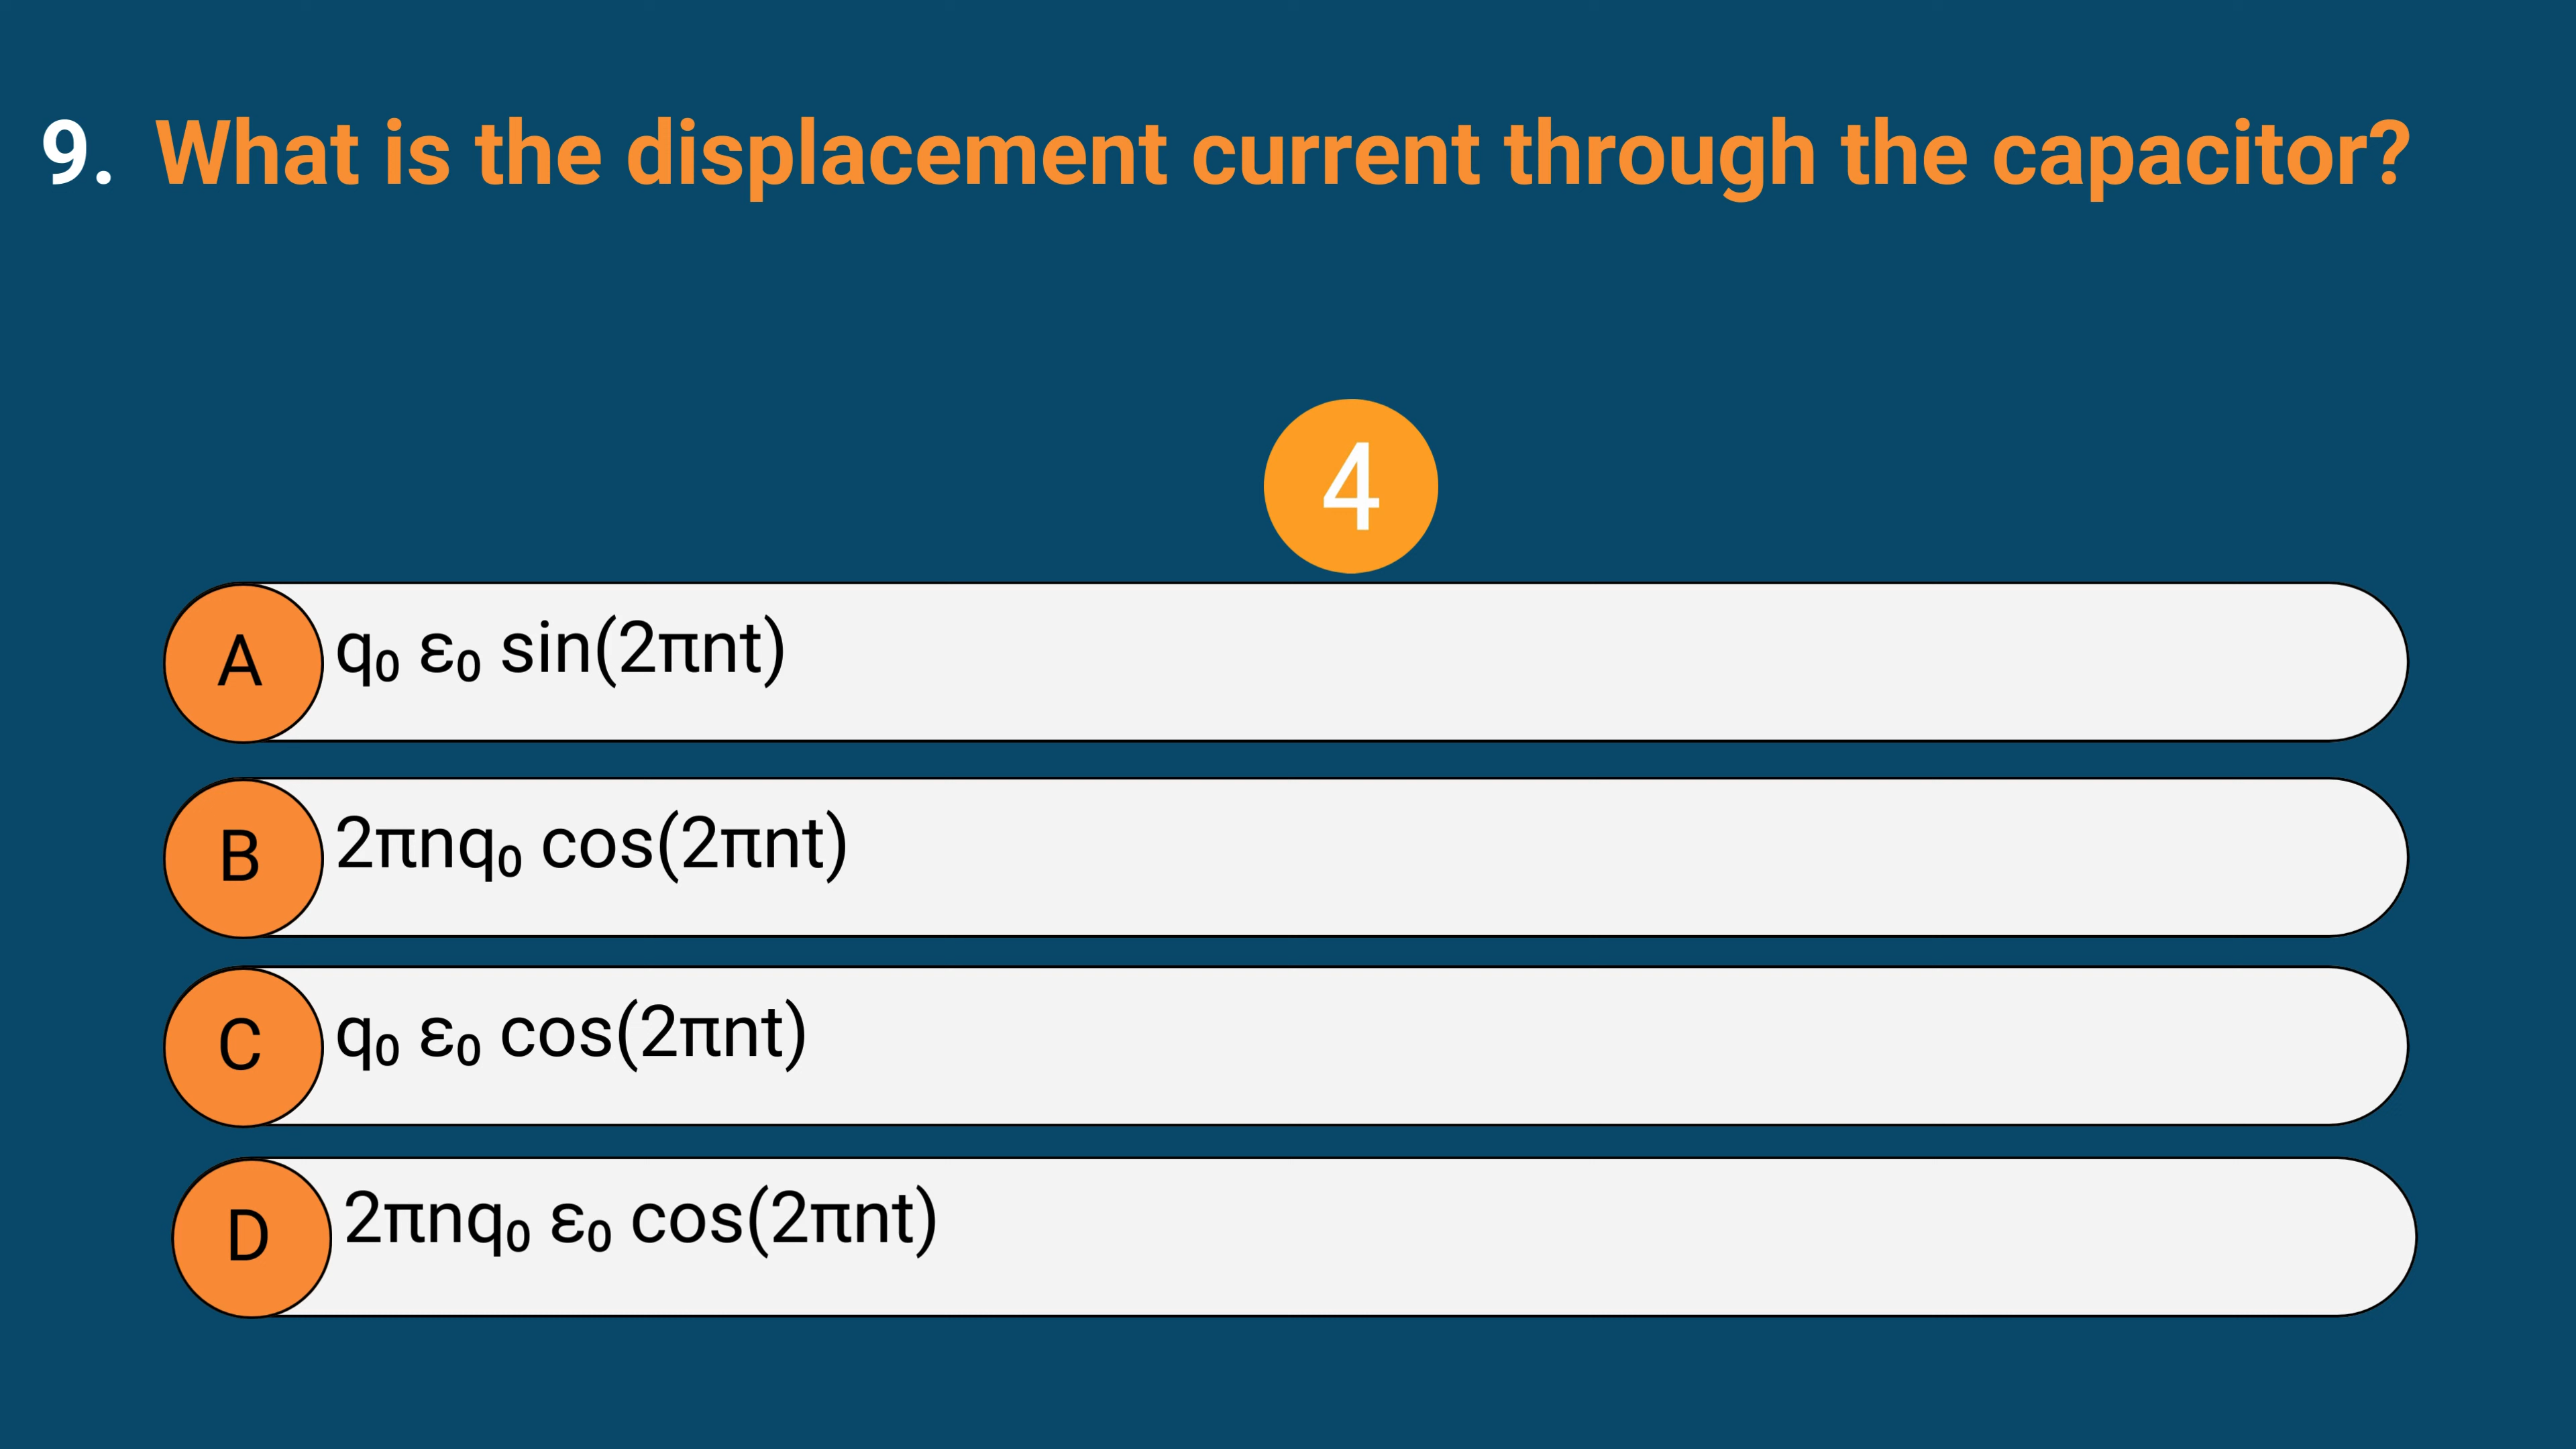 9. What is the displacement current through the capacitor?
4
A q₀ ε₀ sin(2πnt)
B 2πnq₀ cos(2πnt)
C q₀ ε₀ cos(2πnt)
D 2πnq₀ ε₀ cos(2πnt)